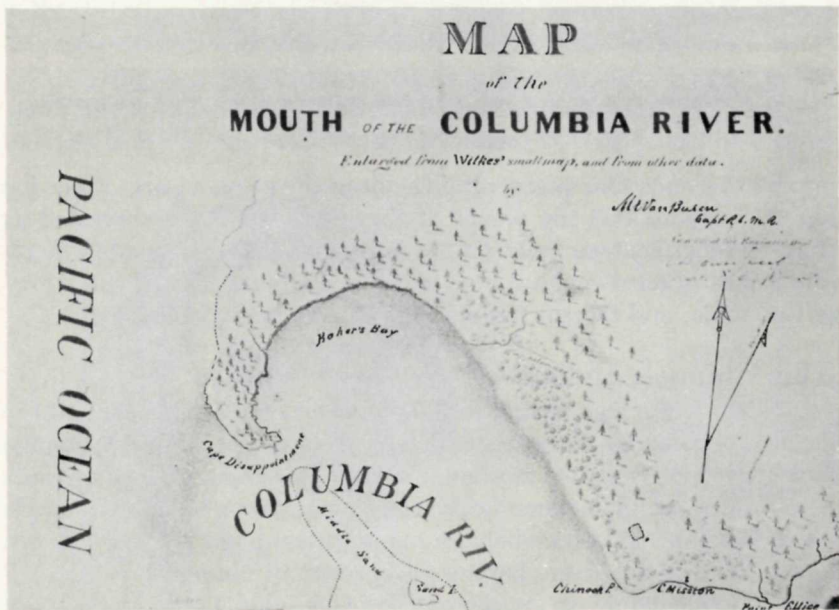 MAP
of the
MOUTH OF THE COLUMBIA RIVER.
Enlarged from Wilkes' small map, and from other data.
by
M.E. Van Buren
Capt R.C.M.R.
PACIFIC OCEAN
Baker's Bay
Cape Disappointment
COLUMBIA RIV.
Middle Sand
Sand I.
Chinook P.
C. Mission
Point Ellice